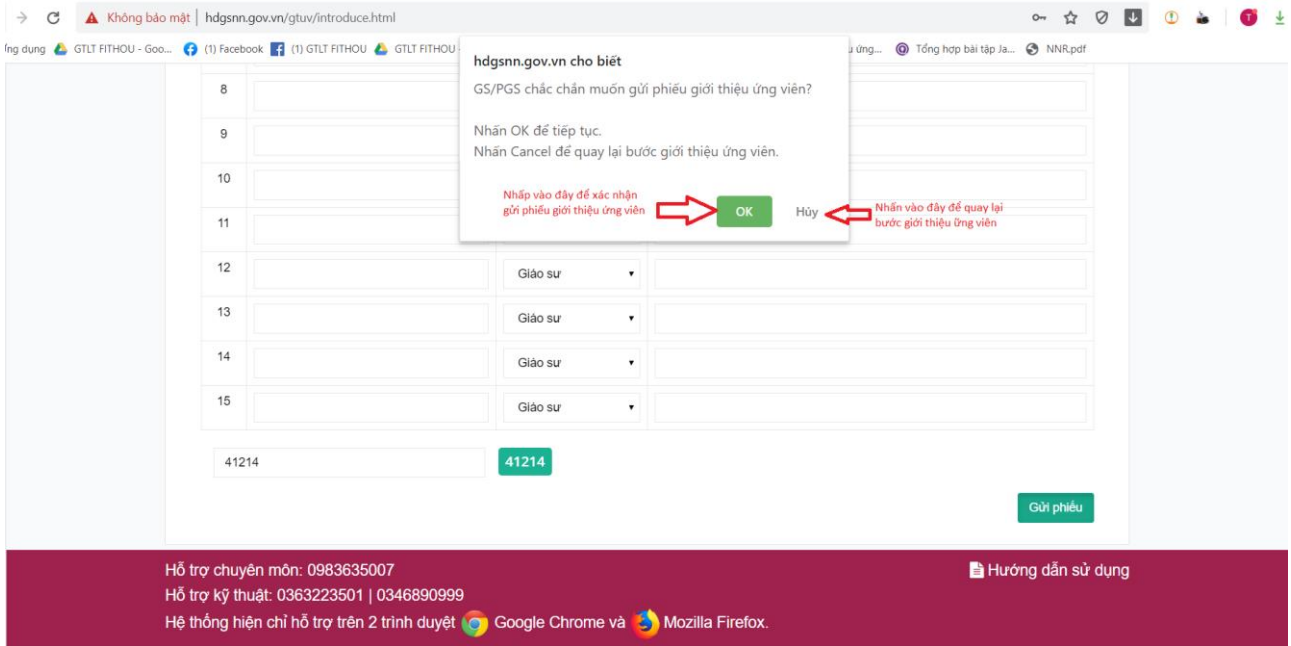 Không bảo mật | hdgsnn.gov.vn/gtuv/introduce.html
ứng dụng GTLT FITHOU - Goo... (1) Facebook (1) GTLT FITHOU GTLT FITHOU - Tổng hợp bài tập Ja... NNR.pdf
hdgsnn.gov.vn cho biết
GS/PGS chắc chắn muốn gửi phiếu giới thiệu ứng viên?
Nhấn OK để tiếp tục.
Nhấn Cancel để quay lại bước giới thiệu ứng viên.
Nhấp vào đây để xác nhận
gửi phiếu giới thiệu ứng viên
OK
Hủy
Nhấn vào đây để quay lại
bước giới thiệu ững viên
8
9
10
11
12 Giáo sư
13 Giáo sư
14 Giáo sư
15 Giáo sư
41214 41214
Gửi phiếu
Hỗ trợ chuyên môn: 0983635007
Hướng dẫn sử dụng
Hỗ trợ kỹ thuật: 0363223501 | 0346890999
Hệ thống hiện chỉ hỗ trợ trên 2 trình duyệt Google Chrome và Mozilla Firefox.